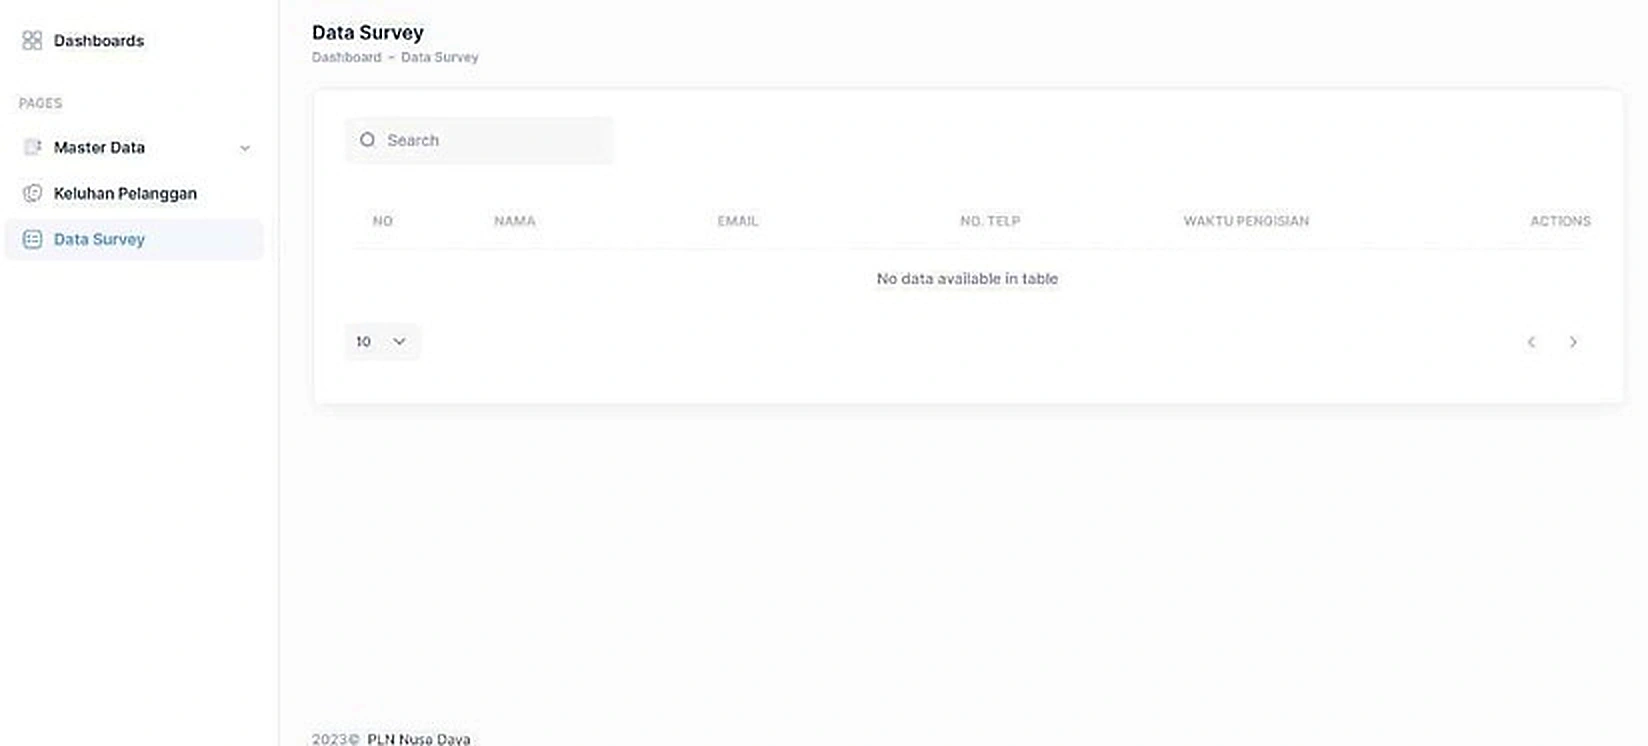 Dashboards
PAGES
Master Data
Keluhan Pelanggan
Data Survey
Data Survey
Dashboard - Data Survey
Search
NO NAMA EMAIL NO. TELP WAKTU PENGISIAN ACTIONS
No data available in table
10
2023© PLN Nusa Daya